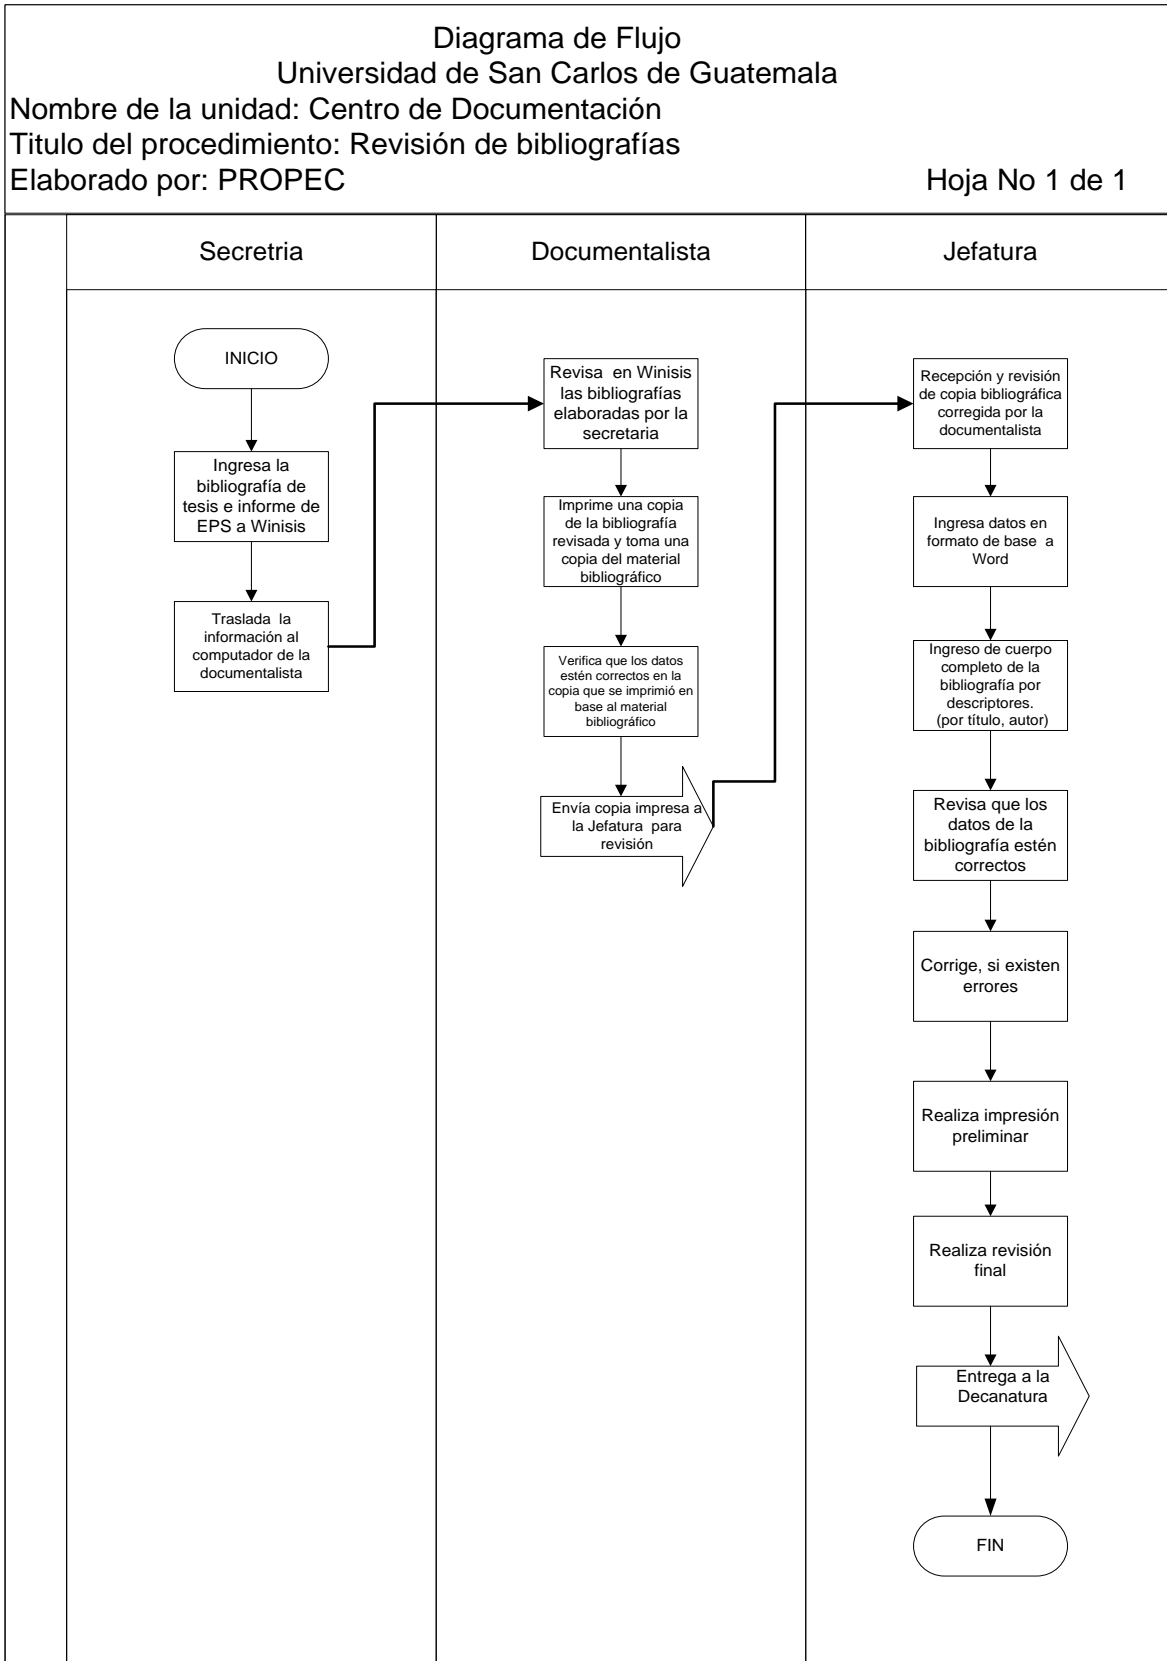 Diagrama de Flujo
Universidad de San Carlos de Guatemala
Nombre de la unidad: Centro de Documentación
Titulo del procedimiento: Revisión de bibliografías
Elaborado por: PROPEC
Hoja No 1 de 1
Secretria
Documentalista
Jefatura
INICIO
Ingresa la
bibliografía de
tesis e informe de
EPS a Winisis
Traslada la
información al
computador de la
documentalista
Revisa en Winisis
las bibliografías
elaboradas por la
secretaria
Imprime una copia
de la bibliografía
revisada y toma una
copia del material
bibliográfico
Verifica que los datos
estén correctos en la
copia que se imprimió en
base al material
bibliográfico
Envía copia impresa a
la Jefatura para
revisión
Recepción y revisión
de copia bibliográfica
corregida por la
documentalista
Ingresa datos en
formato de base a
Word
Ingreso de cuerpo
completo de la
bibliografía por
descriptores.
(por título, autor)
Revisa que los
datos de la
bibliografía estén
correctos
Corrige, si existen
errores
Realiza impresión
preliminar
Realiza revisión
final
Entrega a la
Decanatura
FIN